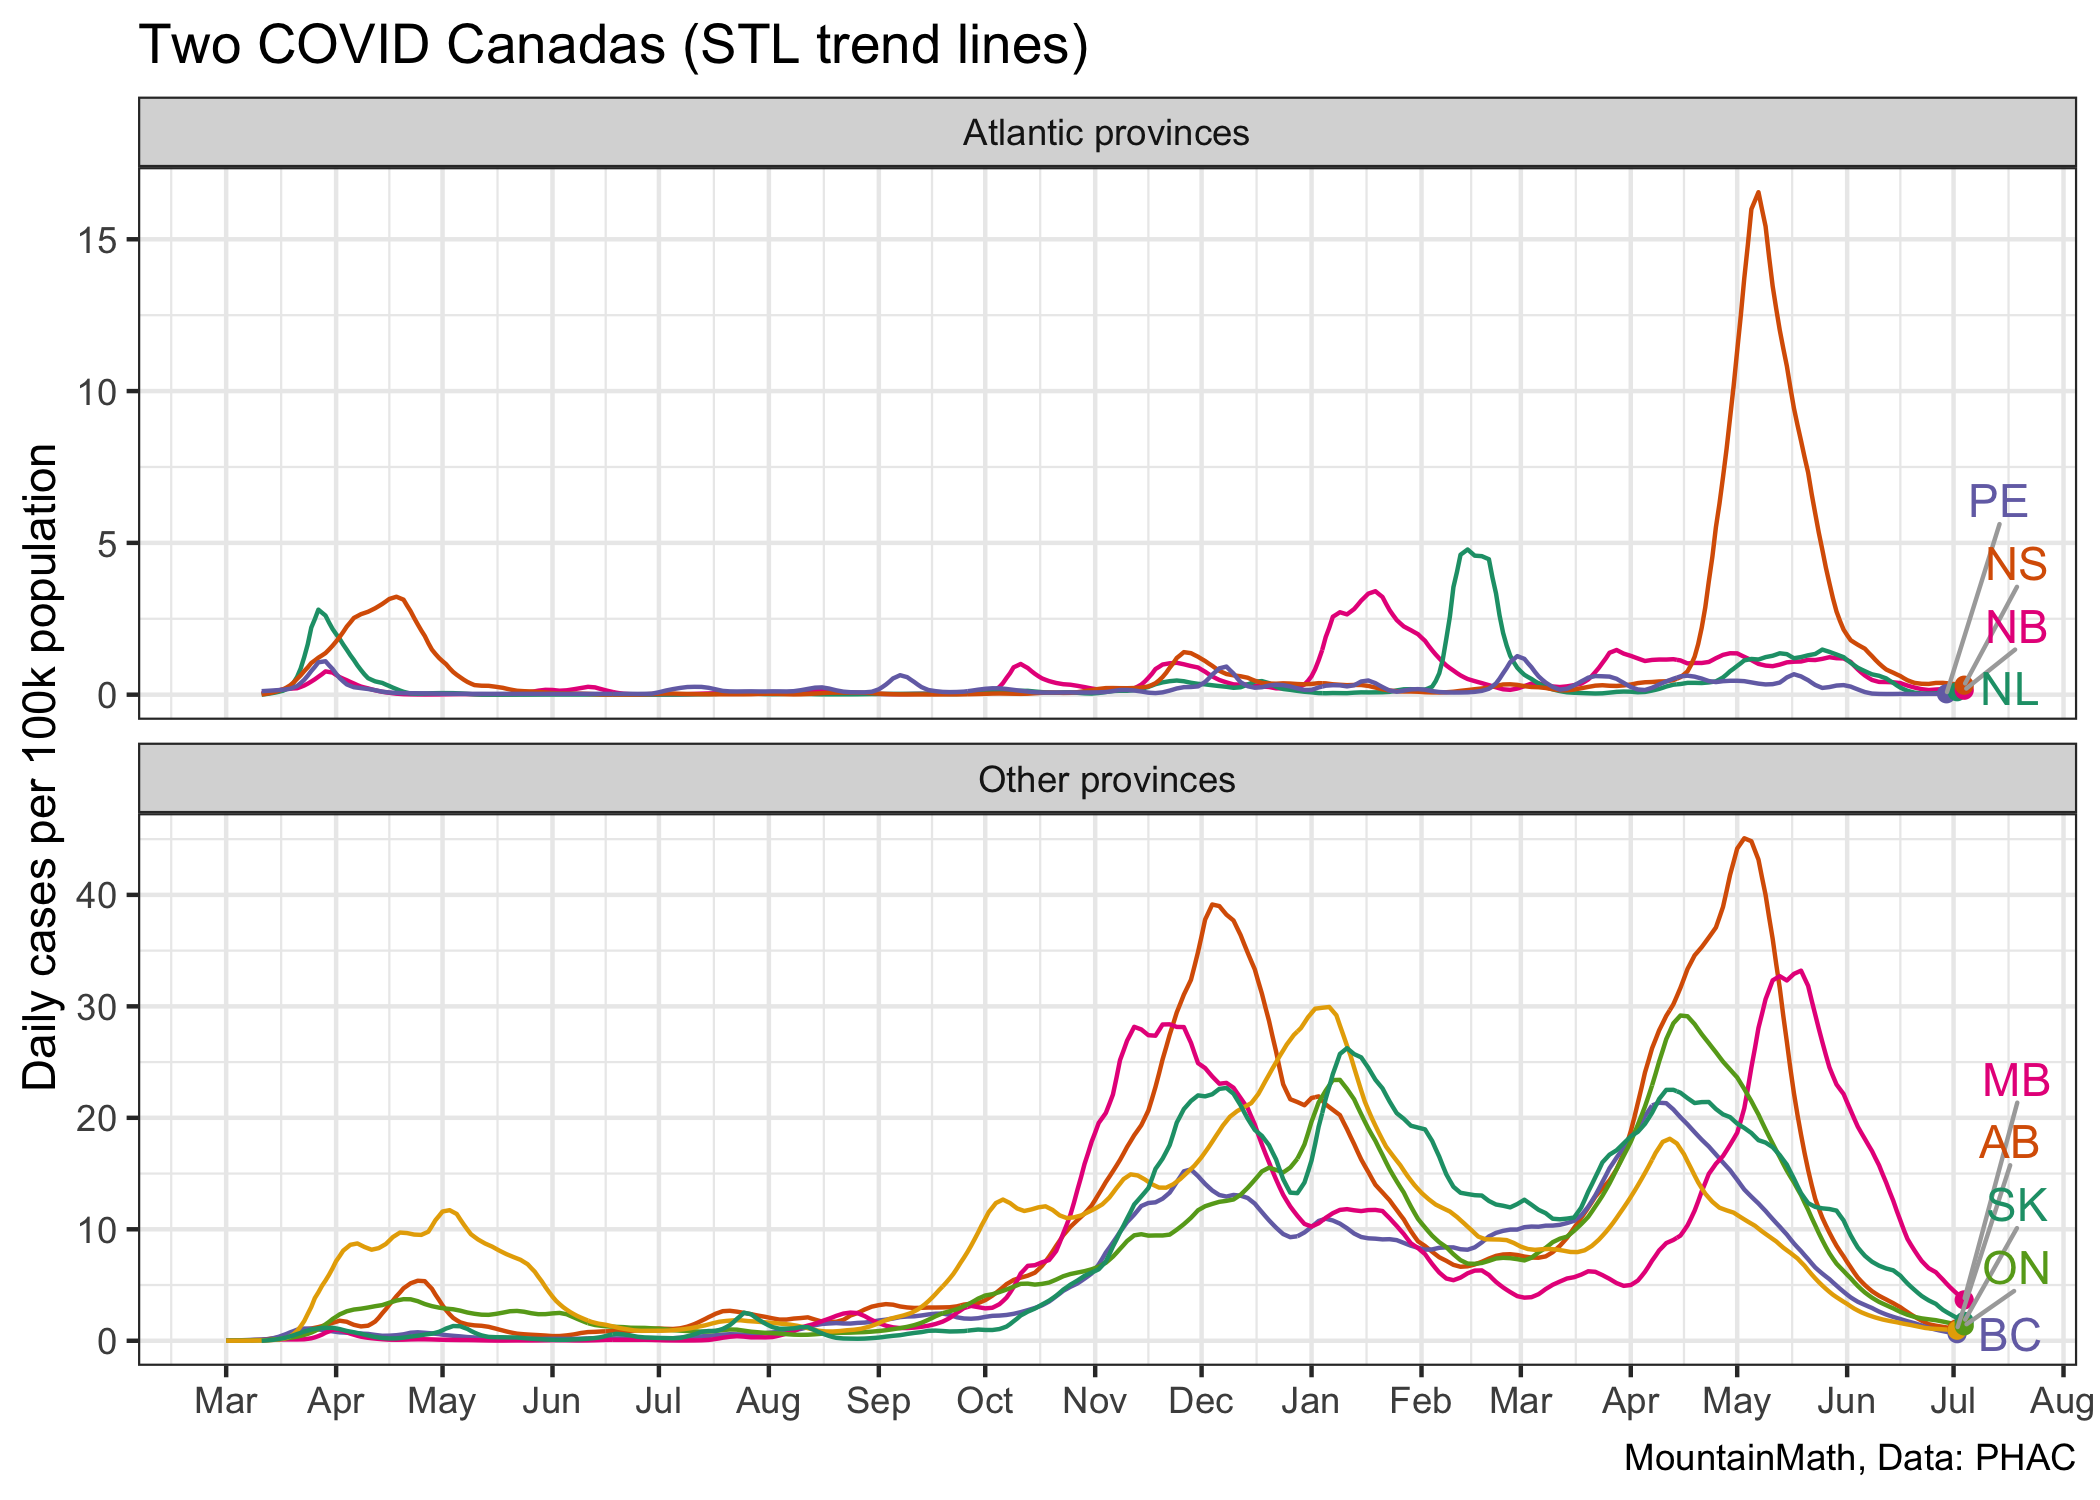 Two COVID Canadas (STL trend lines)
Atlantic provinces
15
10
5
0
PE
NS
NB
NL
Daily cases per 100k population
Other provinces
40
30
20
10
0
MB
AB
SK
ON
BC
Mar Apr May Jun Jul Aug Sep Oct Nov Dec Jan Feb Mar Apr May Jun Jul Aug
MountainMath, Data: PHAC